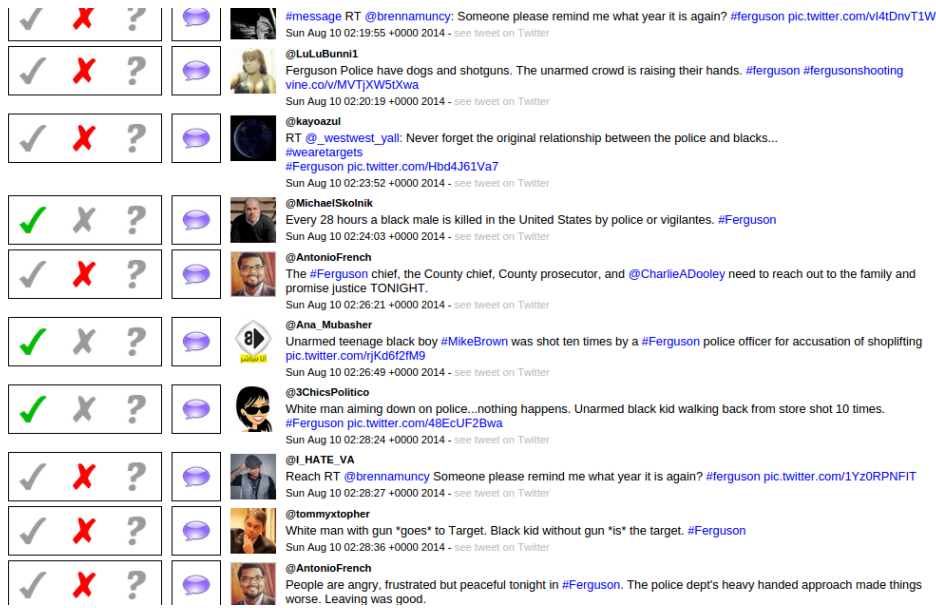 #message RT @brennamuncy: Someone please remind me what year it is again? #ferguson pic.twitter.com/vI4tDnvT1W
Sun Aug 10 02:19:55 +0000 2014 - see tweet on Twitter
@LuLuBunni1
Ferguson Police have dogs and shotguns. The unarmed crowd is raising their hands. #ferguson #fergusonshooting
vine.co/v/MVTjXW5tXwa
Sun Aug 10 02:20:19 +0000 2014 - see tweet on Twitter
@kayoazul
RT @_westwest_yall: Never forget the original relationship between the police and blacks...
#wearetargets
#Ferguson pic.twitter.com/Hbd4J61Va7
Sun Aug 10 02:23:52 +0000 2014 - see tweet on Twitter
@MichaelSkolnik
Every 28 hours a black male is killed in the United States by police or vigilantes. #Ferguson
Sun Aug 10 02:24:03 +0000 2014 - see tweet on Twitter
@AntonioFrench
The #Ferguson chief, the County chief, County prosecutor, and @CharlieADooley need to reach out to the family and
promise justice TONIGHT.
Sun Aug 10 02:26:21 +0000 2014 - see tweet on Twitter
@Ana_Mubasher
Unarmed teenage black boy #MikeBrown was shot ten times by a #Ferguson police officer for accusation of shoplifting
pic.twitter.com/rjKd6f2fM9
Sun Aug 10 02:26:49 +0000 2014 - see tweet on Twitter
@3ChicsPolitico
White man aiming down on police...nothing happens. Unarmed black kid walking back from store shot 10 times.
#Ferguson pic.twitter.com/48EcUF2Bwa
Sun Aug 10 02:28:24 +0000 2014 - see tweet on Twitter
@I_HATE_VA
Reach RT @brennamuncy Someone please remind me what year it is again? #ferguson pic.twitter.com/1Yz0RPNFIT
Sun Aug 10 02:28:27 +0000 2014 - see tweet on Twitter
@tommyxtopher
White man with gun *goes* to Target. Black kid without gun *is* the target. #Ferguson
Sun Aug 10 02:28:36 +0000 2014 - see tweet on Twitter
@AntonioFrench
People are angry, frustrated but peaceful tonight in #Ferguson. The police dept's heavy handed approach made things
worse. Leaving was good.